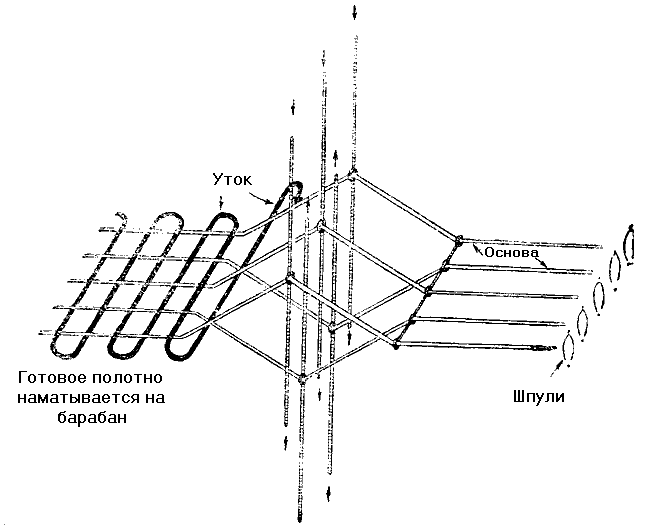 Уток
Основа
Готовое полотно
наматывается на
барабан
Шпули